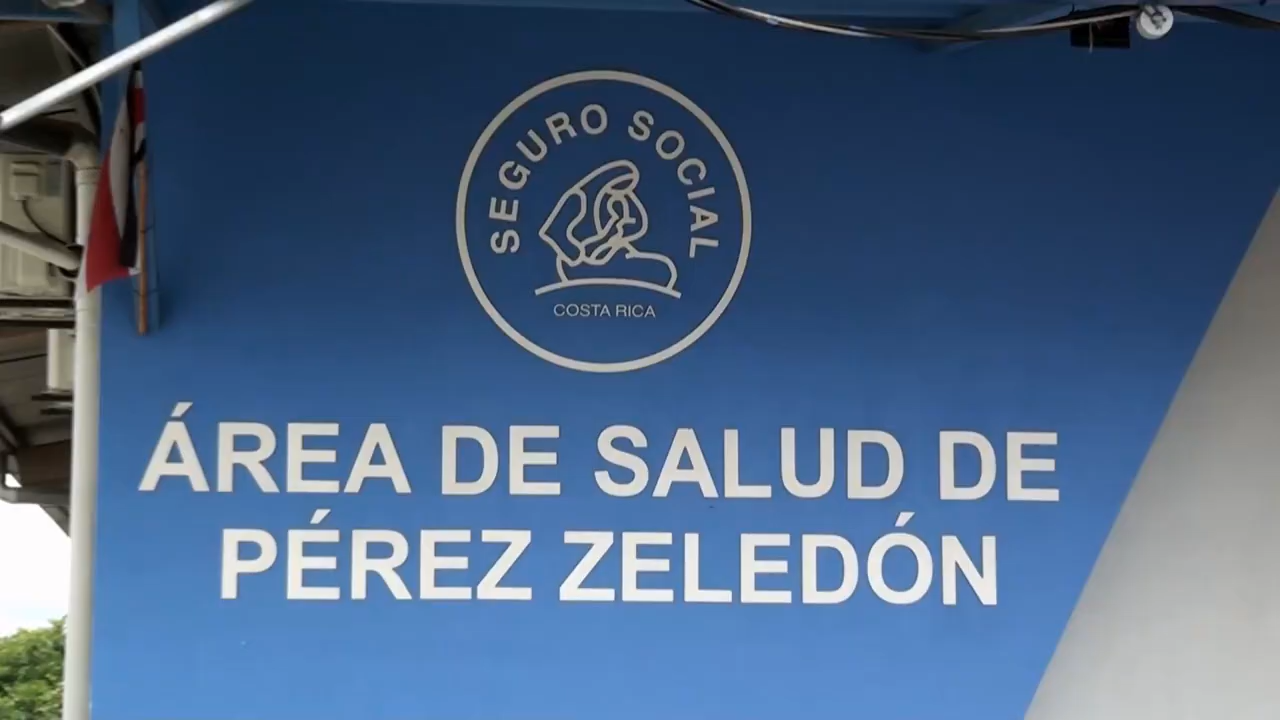 SEGURO SOCIAL
COSTA RICA
ÁREA DE SALUD DE
PÉREZ ZELEDÓN